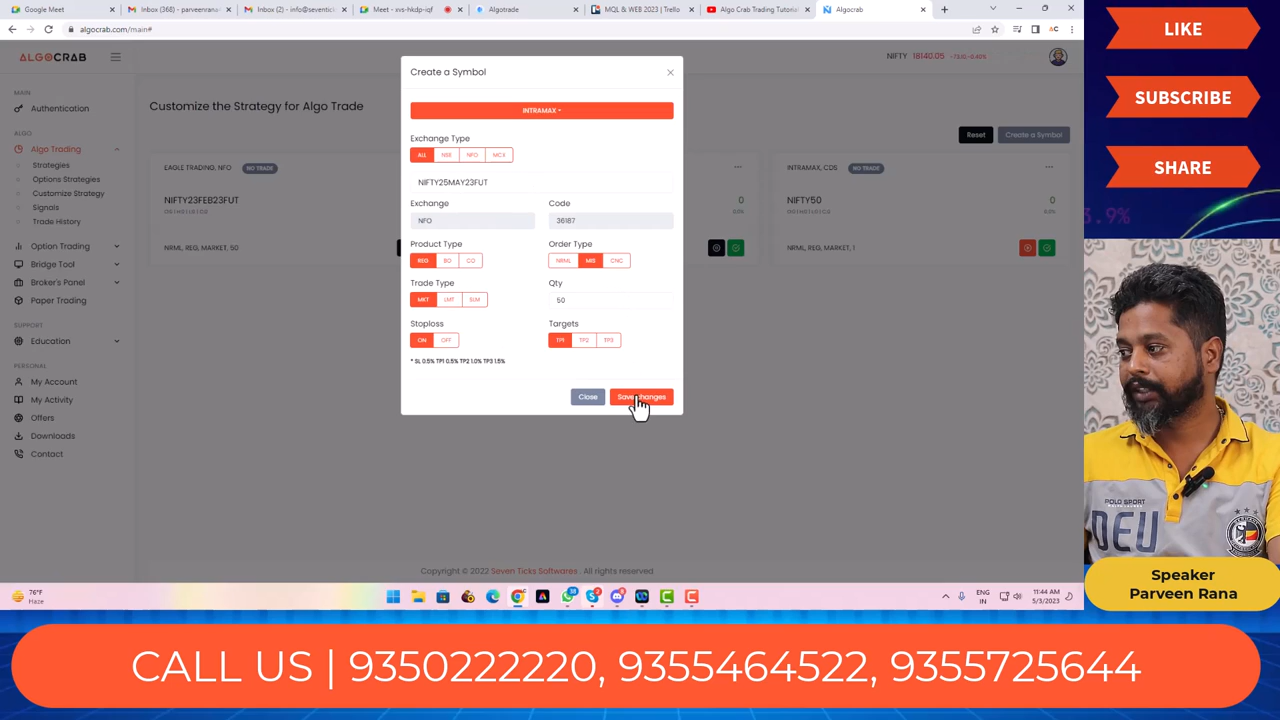 Google Meet
Inbox (368) - parveenrana
Inbox (2) - info@seventick
Meet - xvs-hkdp-iqf
Algotrade
MQL & WEB 2023 | Trello
Algo Crab Trading Tutorial
Algocrab
algocrab.com/main#
ALGOCRAB
NIFTY 18140.05
MAIN
Authentication
ALGO
Algo Trading
Strategies
Options Strategies
Customize Strategy
Signals
Trade History
Option Trading
Bridge Tool
Broker's Panel
Paper Trading
SUPPORT
Education
PERSONAL
My Account
My Activity
Offers
Downloads
Contact
Customize the Strategy for Algo Trade
Reset
Create a Symbol
EAGLE TRADING, NFO
NO TRADE
NIFTY23FEB23FUT
NRML, REG, MARKET, 50
0
0.0%
INTRAMAX, CDS
NO TRADE
NIFTY50
0
0.0%
NRML, REG, MARKET, 1
Create a Symbol
INTRAMAX
Exchange Type
ALL NSE NFO MCX
NIFTY25MAY23FUT
Exchange Code
NFO 36187
Product Type Order Type
REG BO CO NRML MIS CNC
Trade Type Qty
MKT LMT SLM 50
Stoploss Targets
ON OFF TP1 TP2 TP3
* SL 0.5% TP1 0.5% TP2 1.0% TP3 1.5%
Close
Save changes
Copyright © 2022 Seven Ticks Softwares . All rights reserved
76°F
Haze
ENG
IN
11:44 AM
5/3/2023
LIKE
SUBSCRIBE
SHARE
3.9%
POLO SPORT
DEU
Speaker
Parveen Rana
CALL US | 9350222220, 9355464522, 9355725644